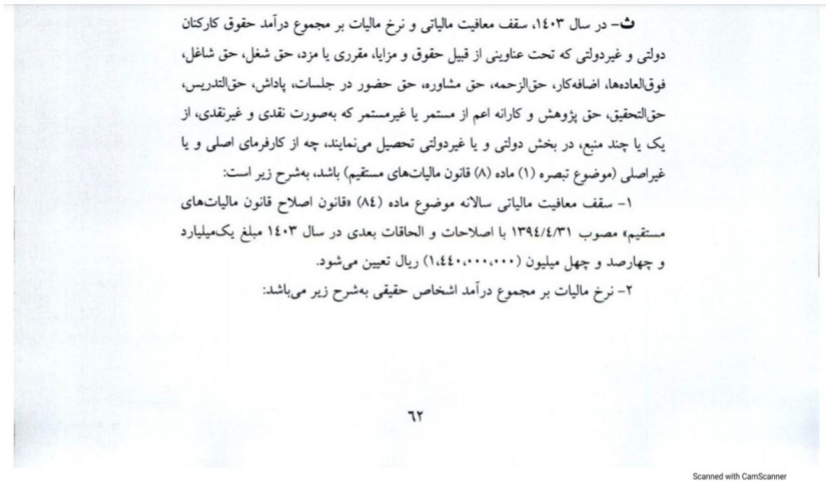 ث- در سال ۱۴۰۳، سقف معافیت مالیاتی و نرخ مالیات بر مجموع درآمد حقوق کارکنان
دولتی و غیردولتی که تحت عناوینی از قبیل حقوق و مزایا، مقرری یا مزد، حق شغل، حق شاغل،
فوق‌العاده‌ها، اضافه‌کار، حق‌الزحمه، حق مشاوره، حق حضور در جلسات، پاداش، حق‌التدریس،
حق‌التحقیق، حق پژوهش و کارانه اعم از مستمر یا غیرمستمر که به‌صورت نقدی و غیرنقدی، از
یک یا چند منبع، در بخش دولتی و یا غیردولتی تحصیل می‌نمایند، چه از کارفرمای اصلی و یا
غیراصلی (موضوع تبصره (۱) ماده (۸) قانون مالیات‌های مستقیم) باشد، به‌شرح زیر است:
۱- سقف معافیت مالیاتی سالانه موضوع ماده (۸۴) «قانون اصلاح قانون مالیات‌های
مستقیم» مصوب ۱۳۹۴/۴/۳۱ با اصلاحات و الحاقات بعدی در سال ۱۴۰۳ مبلغ یک‌میلیارد
و چهارصد و چهل میلیون (۱،۴۴۰،۰۰۰،۰۰۰) ریال تعیین می‌شود.
۲- نرخ مالیات بر مجموع درآمد اشخاص حقیقی به‌شرح زیر می‌باشد:
۶۲
Scanned with CamScanner